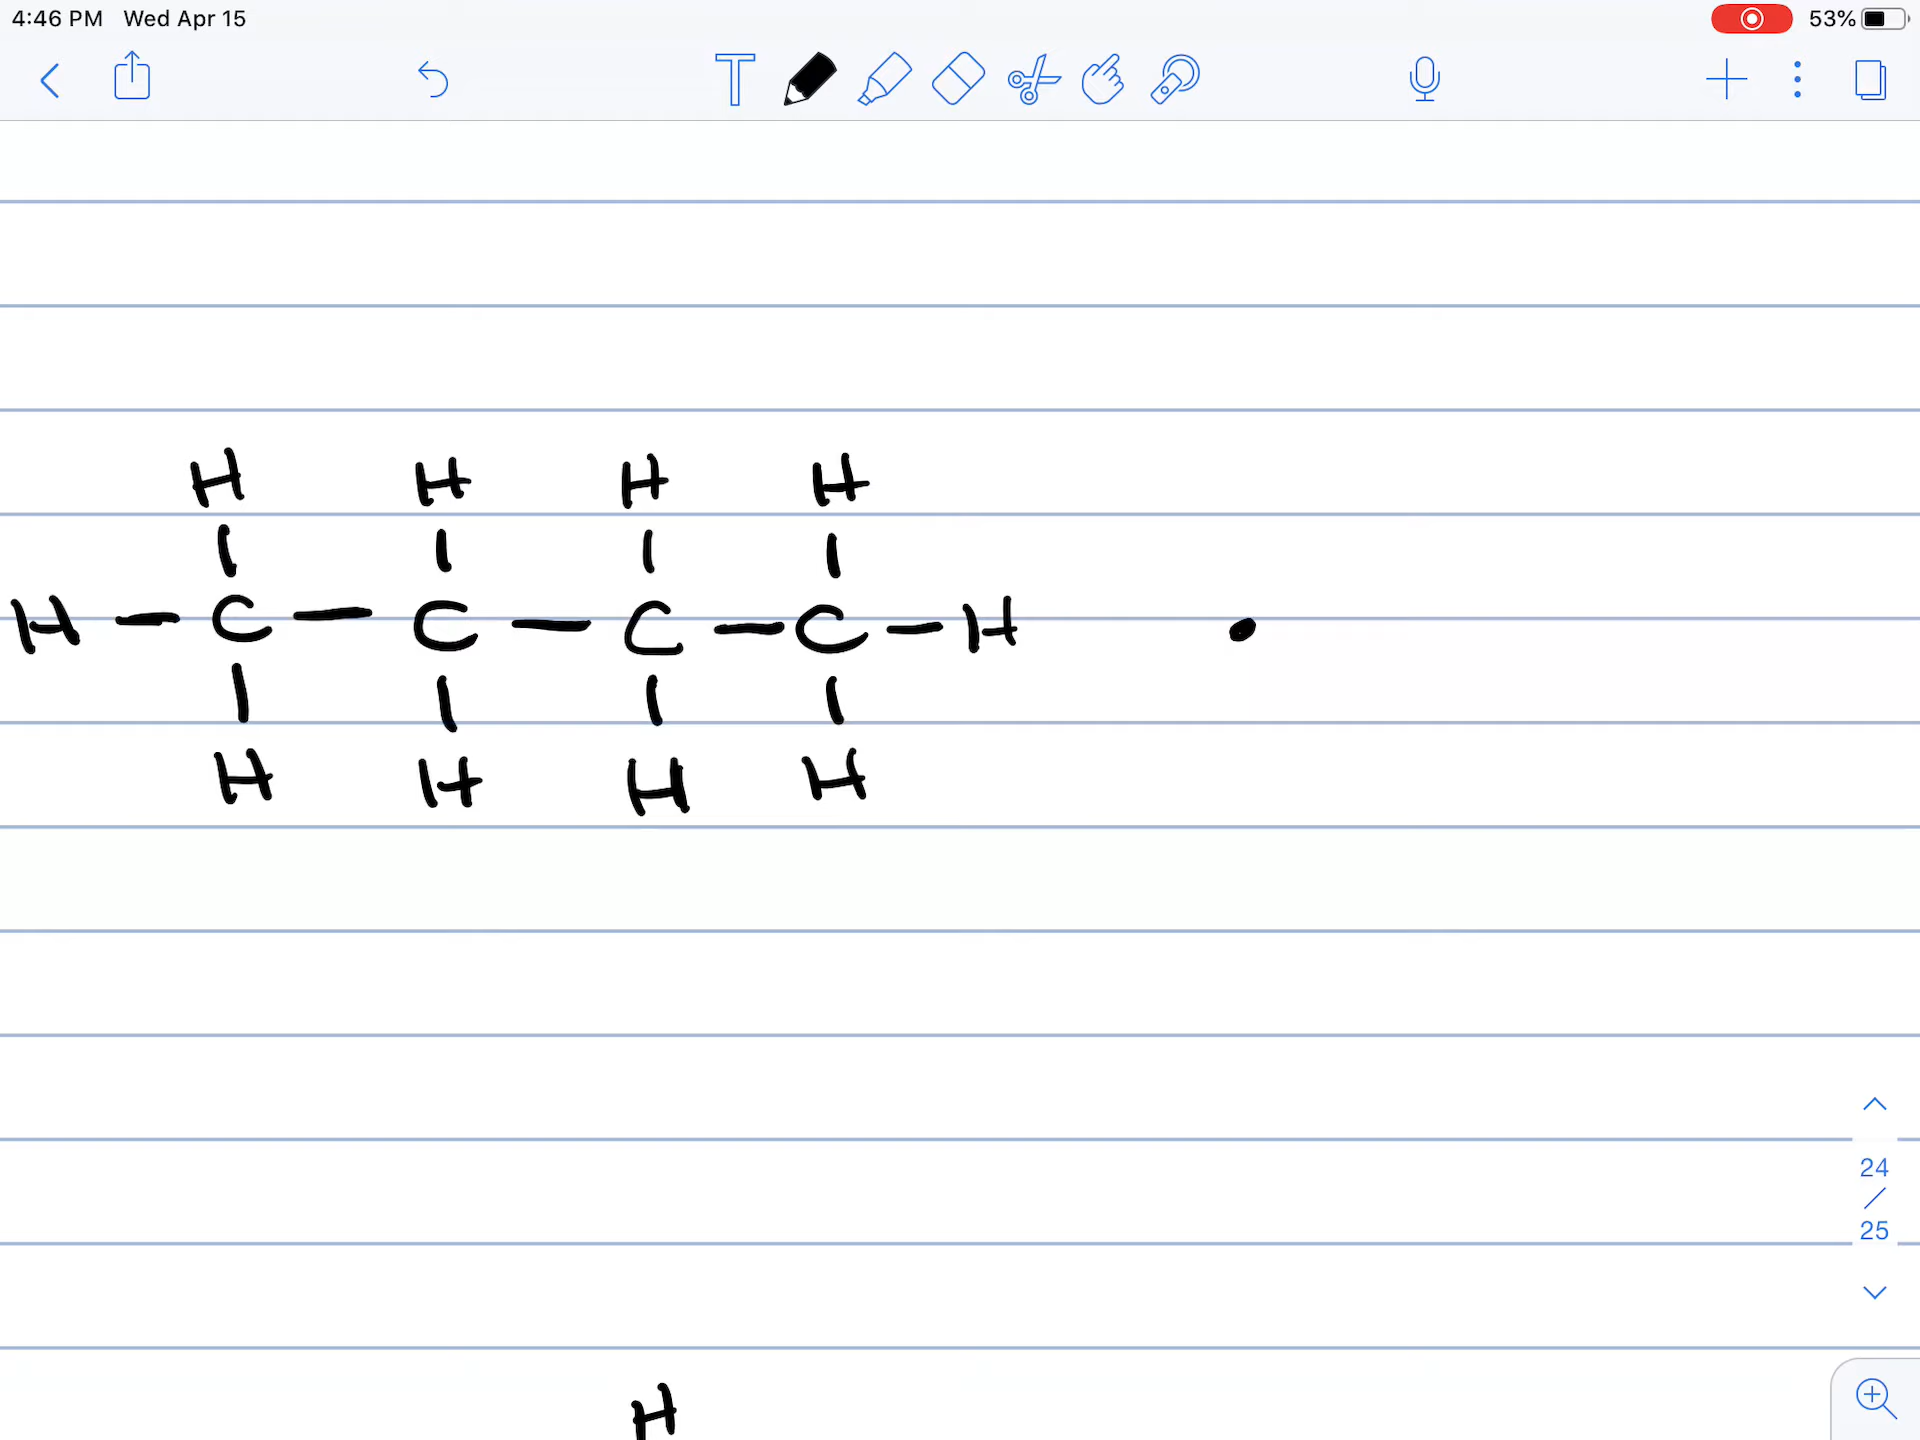 4:46 PM Wed Apr 15 53%
T
H H H H
H – C – C – C – C – H
H H H H
24
/
25
H